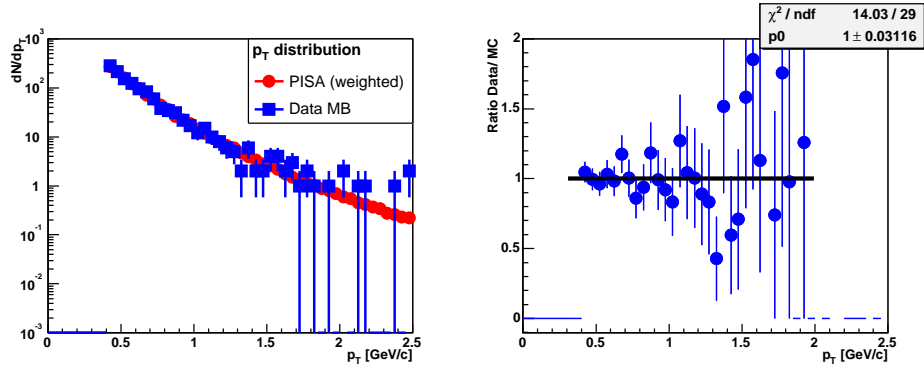 dN/dp_T
10^3
10^2
10
1
10^-1
10^-2
10^-3
p_T distribution
PISA (weighted)
Data MB
0 0.5 1 1.5 2 2.5
p_T [GeV/c]
χ² / ndf 14.03 / 29
p0 1 ± 0.03116
Ratio Data/ MC
2
1.5
1
0.5
0
0 0.5 1 1.5 2 2.5
p_T [GeV/c]